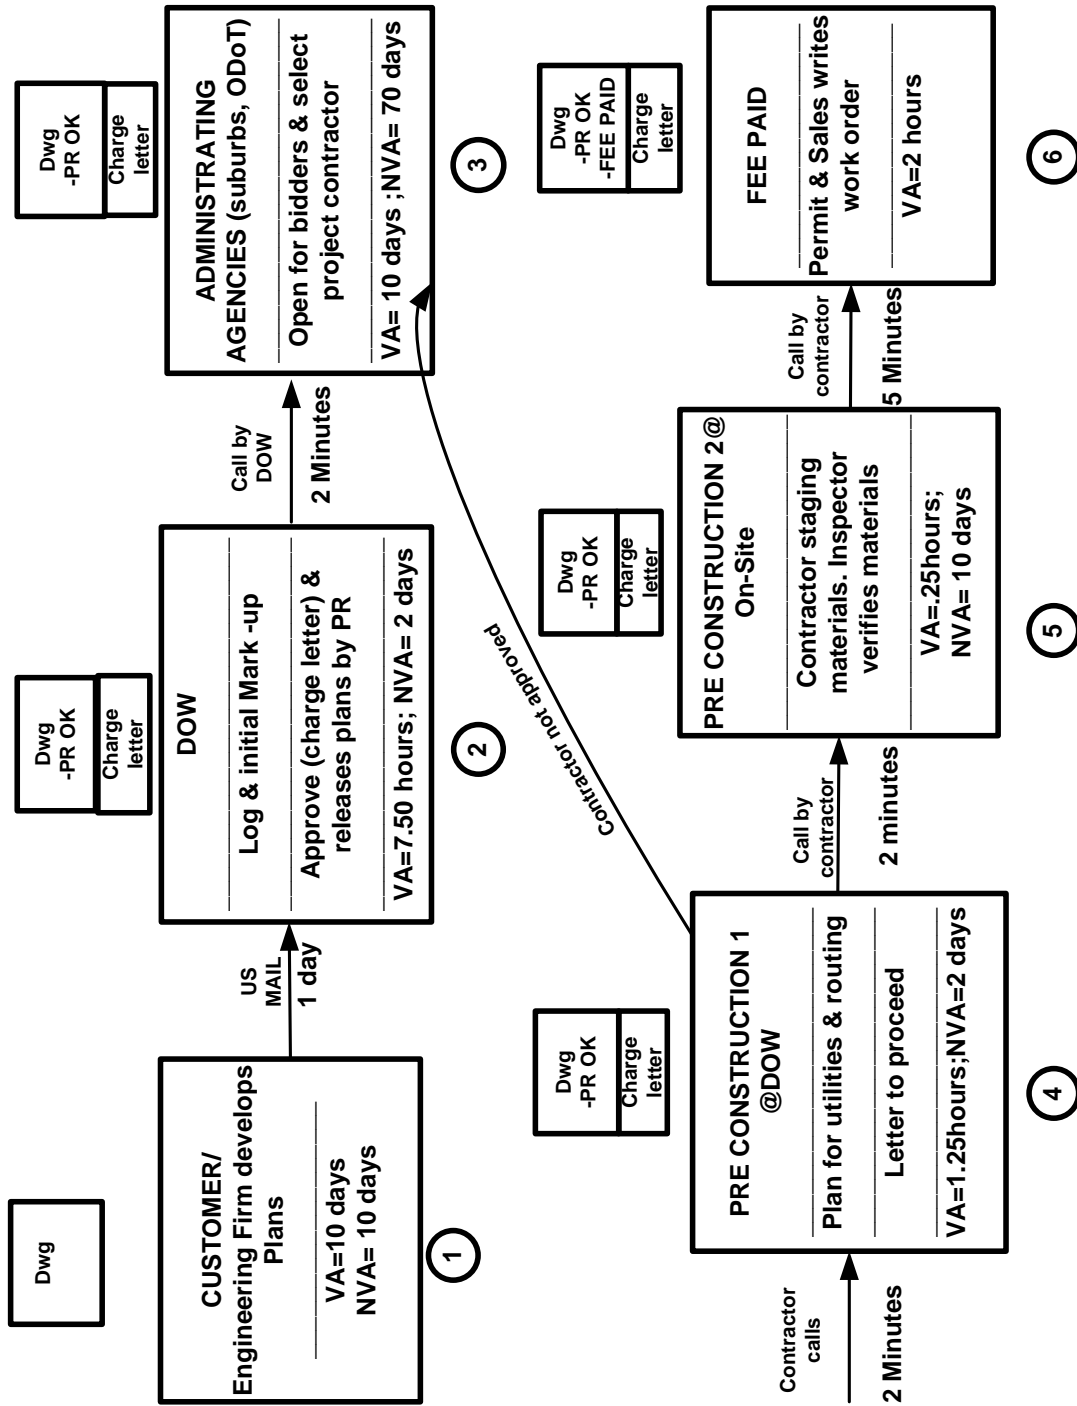 Dwg
CUSTOMER/
Engineering Firm develops
Plans
VA=10 days
NVA= 10 days
1
US
MAIL
1 day
Dwg
-PR OK
Charge
letter
DOW
Log & initial Mark -up
Approve (charge letter) &
releases plans by PR
VA=7.50 hours; NVA= 2 days
2
Call by
DOW
2 Minutes
Dwg
-PR OK
Charge
letter
ADMINISTRATING
AGENCIES (suburbs, ODoT)
Open for bidders & select
project contractor
VA= 10 days ;NVA= 70 days
3
Contractor not approved
Contractor
calls
2 Minutes
Dwg
-PR OK
Charge
letter
PRE CONSTRUCTION 1
@DOW
Plan for utilities & routing
Letter to proceed
VA=1.25hours;NVA=2 days
4
Call by
contractor
2 minutes
Dwg
-PR OK
Charge
letter
PRE CONSTRUCTION 2@
On-Site
Contractor staging
materials. Inspector
verifies materials
VA=.25hours;
NVA= 10 days
5
Call by
contractor
5 Minutes
Dwg
-PR OK
-FEE PAID
Charge
letter
FEE PAID
Permit & Sales writes
work order
VA=2 hours
6